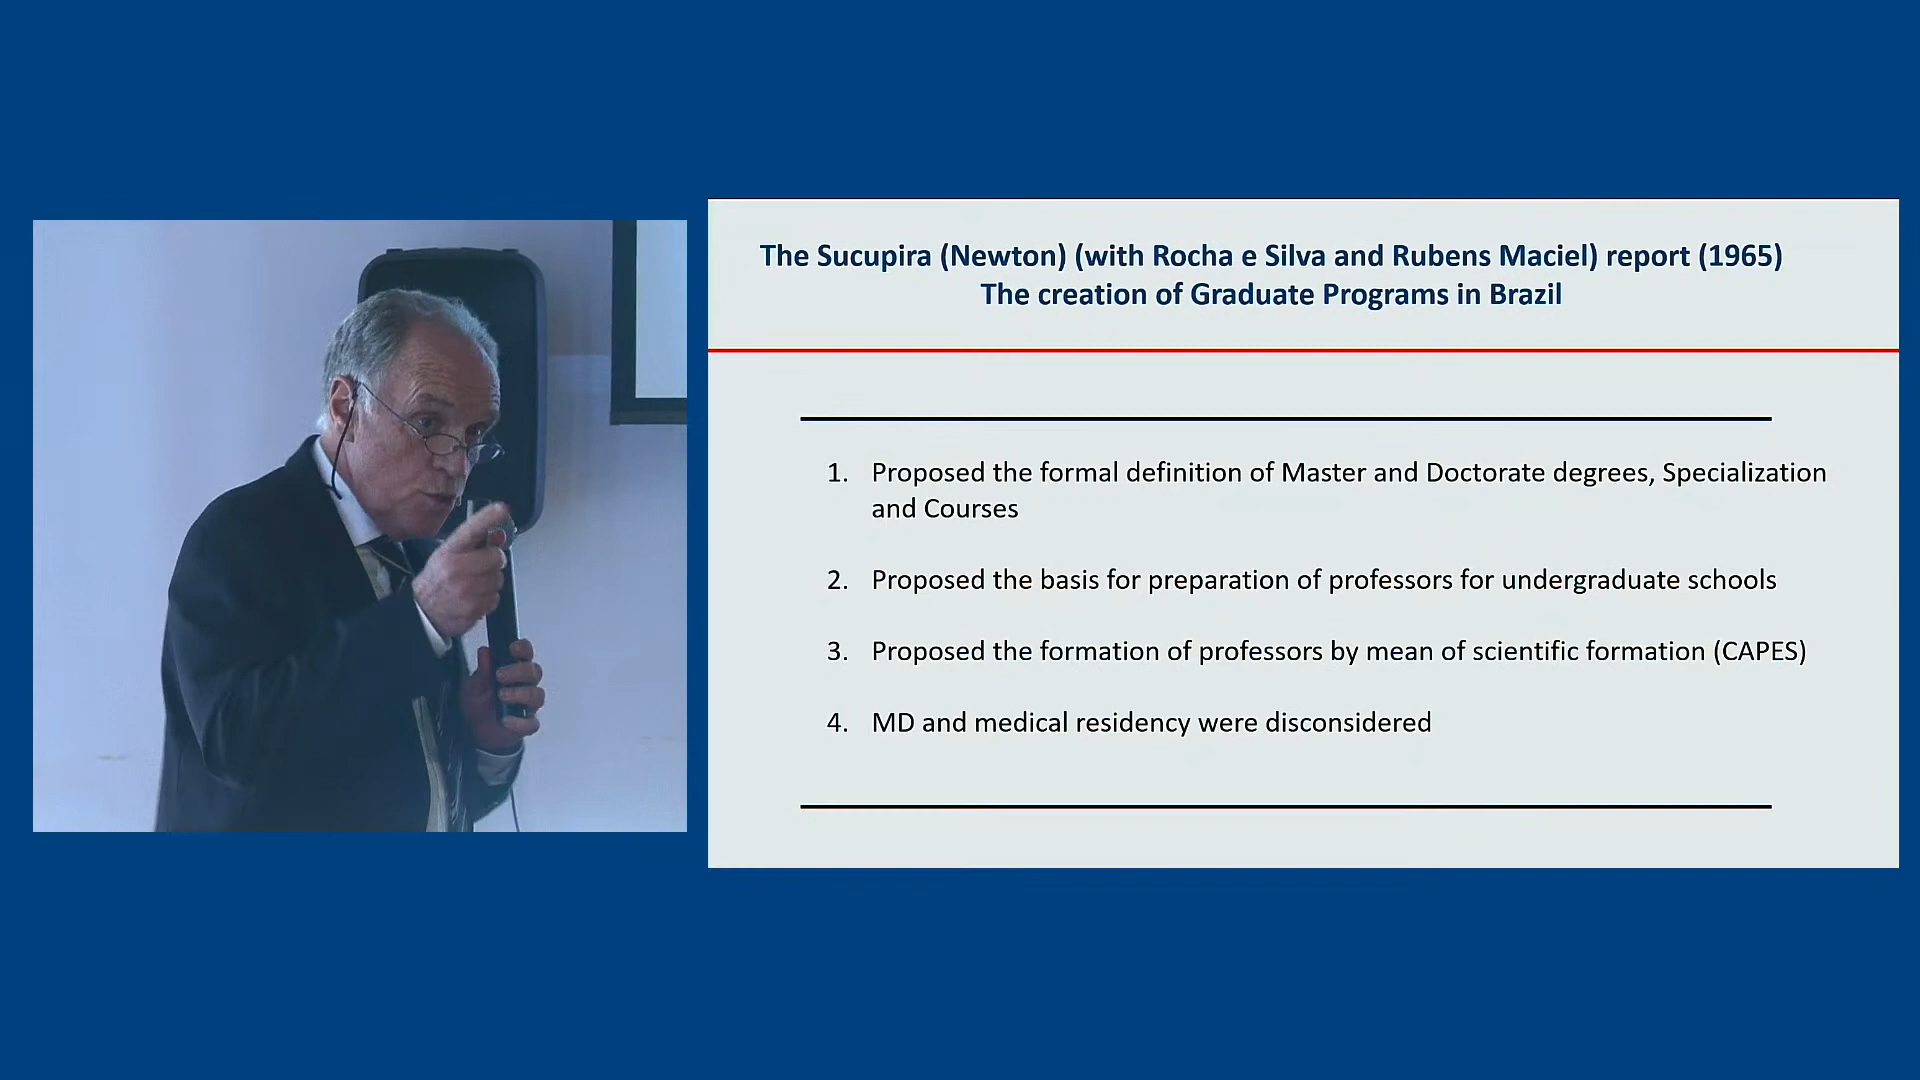 The Sucupira (Newton) (with Rocha e Silva and Rubens Maciel) report (1965)
The creation of Graduate Programs in Brazil
1. Proposed the formal definition of Master and Doctorate degrees, Specialization
and Courses
2. Proposed the basis for preparation of professors for undergraduate schools
3. Proposed the formation of professors by mean of scientific formation (CAPES)
4. MD and medical residency were disconsidered